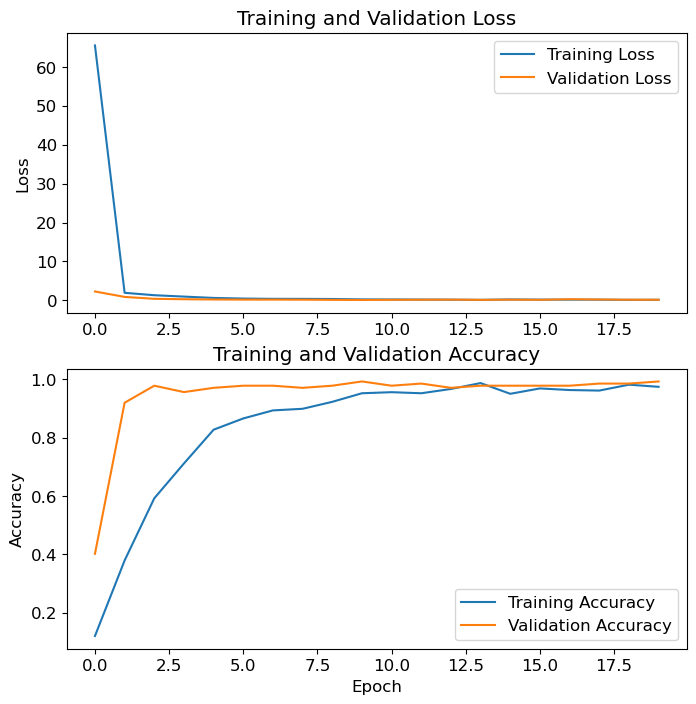 Training and Validation Loss
Loss
60
50
40
30
20
10
0
Training Loss
Validation Loss
0.0 2.5 5.0 7.5 10.0 12.5 15.0 17.5
Training and Validation Accuracy
Accuracy
1.0
0.8
0.6
0.4
0.2
Training Accuracy
Validation Accuracy
0.0 2.5 5.0 7.5 10.0 12.5 15.0 17.5
Epoch